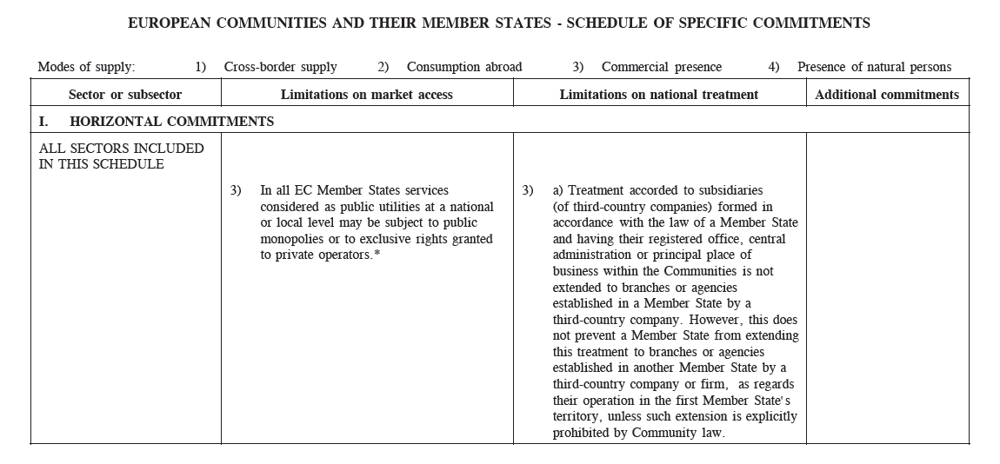 EUROPEAN COMMUNITIES AND THEIR MEMBER STATES - SCHEDULE OF SPECIFIC COMMITMENTS
Modes of supply: 1) Cross-border supply 2) Consumption abroad 3) Commercial presence 4) Presence of natural persons
Sector or subsector Limitations on market access Limitations on national treatment Additional commitments
I. HORIZONTAL COMMITMENTS
ALL SECTORS INCLUDED
IN THIS SCHEDULE
3) In all EC Member States services
considered as public utilities at a national
or local level may be subject to public
monopolies or to exclusive rights granted
to private operators.*
3) a) Treatment accorded to subsidiaries
(of third-country companies) formed in
accordance with the law of a Member State
and having their registered office, central
administration or principal place of
business within the Communities is not
extended to branches or agencies
established in a Member State by a
third-country company. However, this does
not prevent a Member State from extending
this treatment to branches or agencies
established in another Member State by a
third-country company or firm, as regards
their operation in the first Member State's
territory, unless such extension is explicitly
prohibited by Community law.